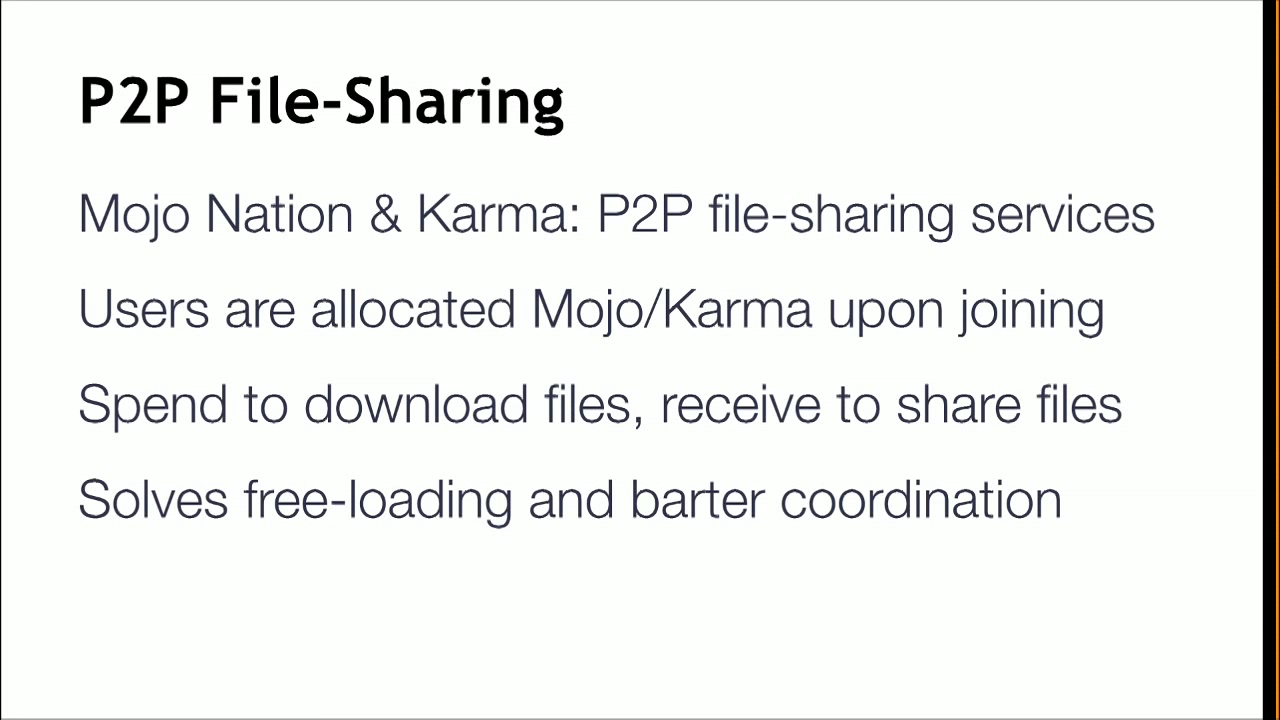 P2P File-Sharing
Mojo Nation & Karma: P2P file-sharing services
Users are allocated Mojo/Karma upon joining
Spend to download files, receive to share files
Solves free-loading and barter coordination